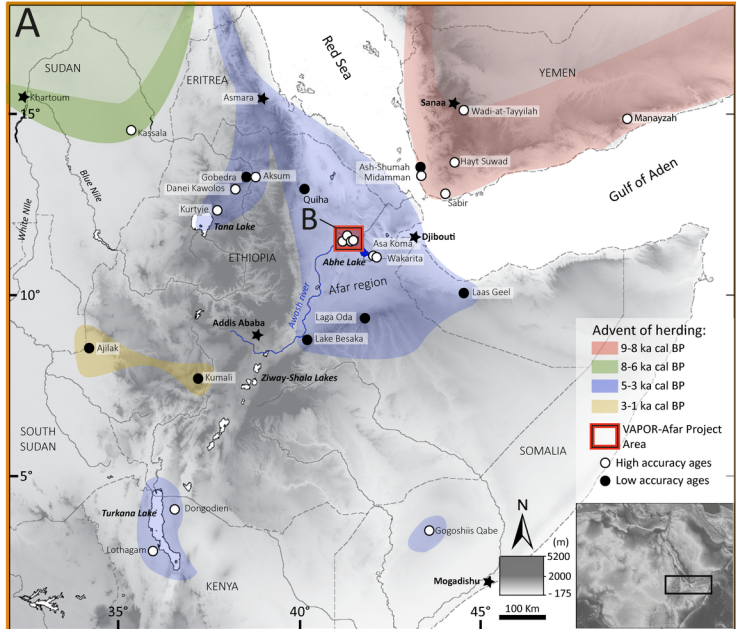 A
Red
Sea
SUDAN
ERITREA
YEMEN
Khartoum
Asmara
Sanaa
Wadi-at-Tayyilah
15°
Manayzah
Kassala
Blue Nile
White Nile
Gobedra
Aksum
Danei Kawolos
Quiha
Ash-Shumah
Midamman
Hayt Suwad
Sabir
Gulf of Aden
Kurtyie
Tana Lake
B
Djibouti
Asa Koma
Wakarita
Abhe Lake
ETHIOPIA
Afar region
10°
Awash river
Laas Geel
Laga Oda
Addis Ababa
Lake Besaka
Ajilak
Kumali
Ziway-Shala Lakes
Advent of herding:
9-8 ka cal BP
8-6 ka cal BP
5-3 ka cal BP
3-1 ka cal BP
VAPOR-Afar Project
Area
High accuracy ages
Low accuracy ages
SOUTH
SUDAN
SOMALIA
5°
Turkana Lake
Dongodien
Gogoshiis Qabe
Lothagam
KENYA
N
(m)
5200
2000
- 175
Mogadishu
100 Km
35°
40°
45°